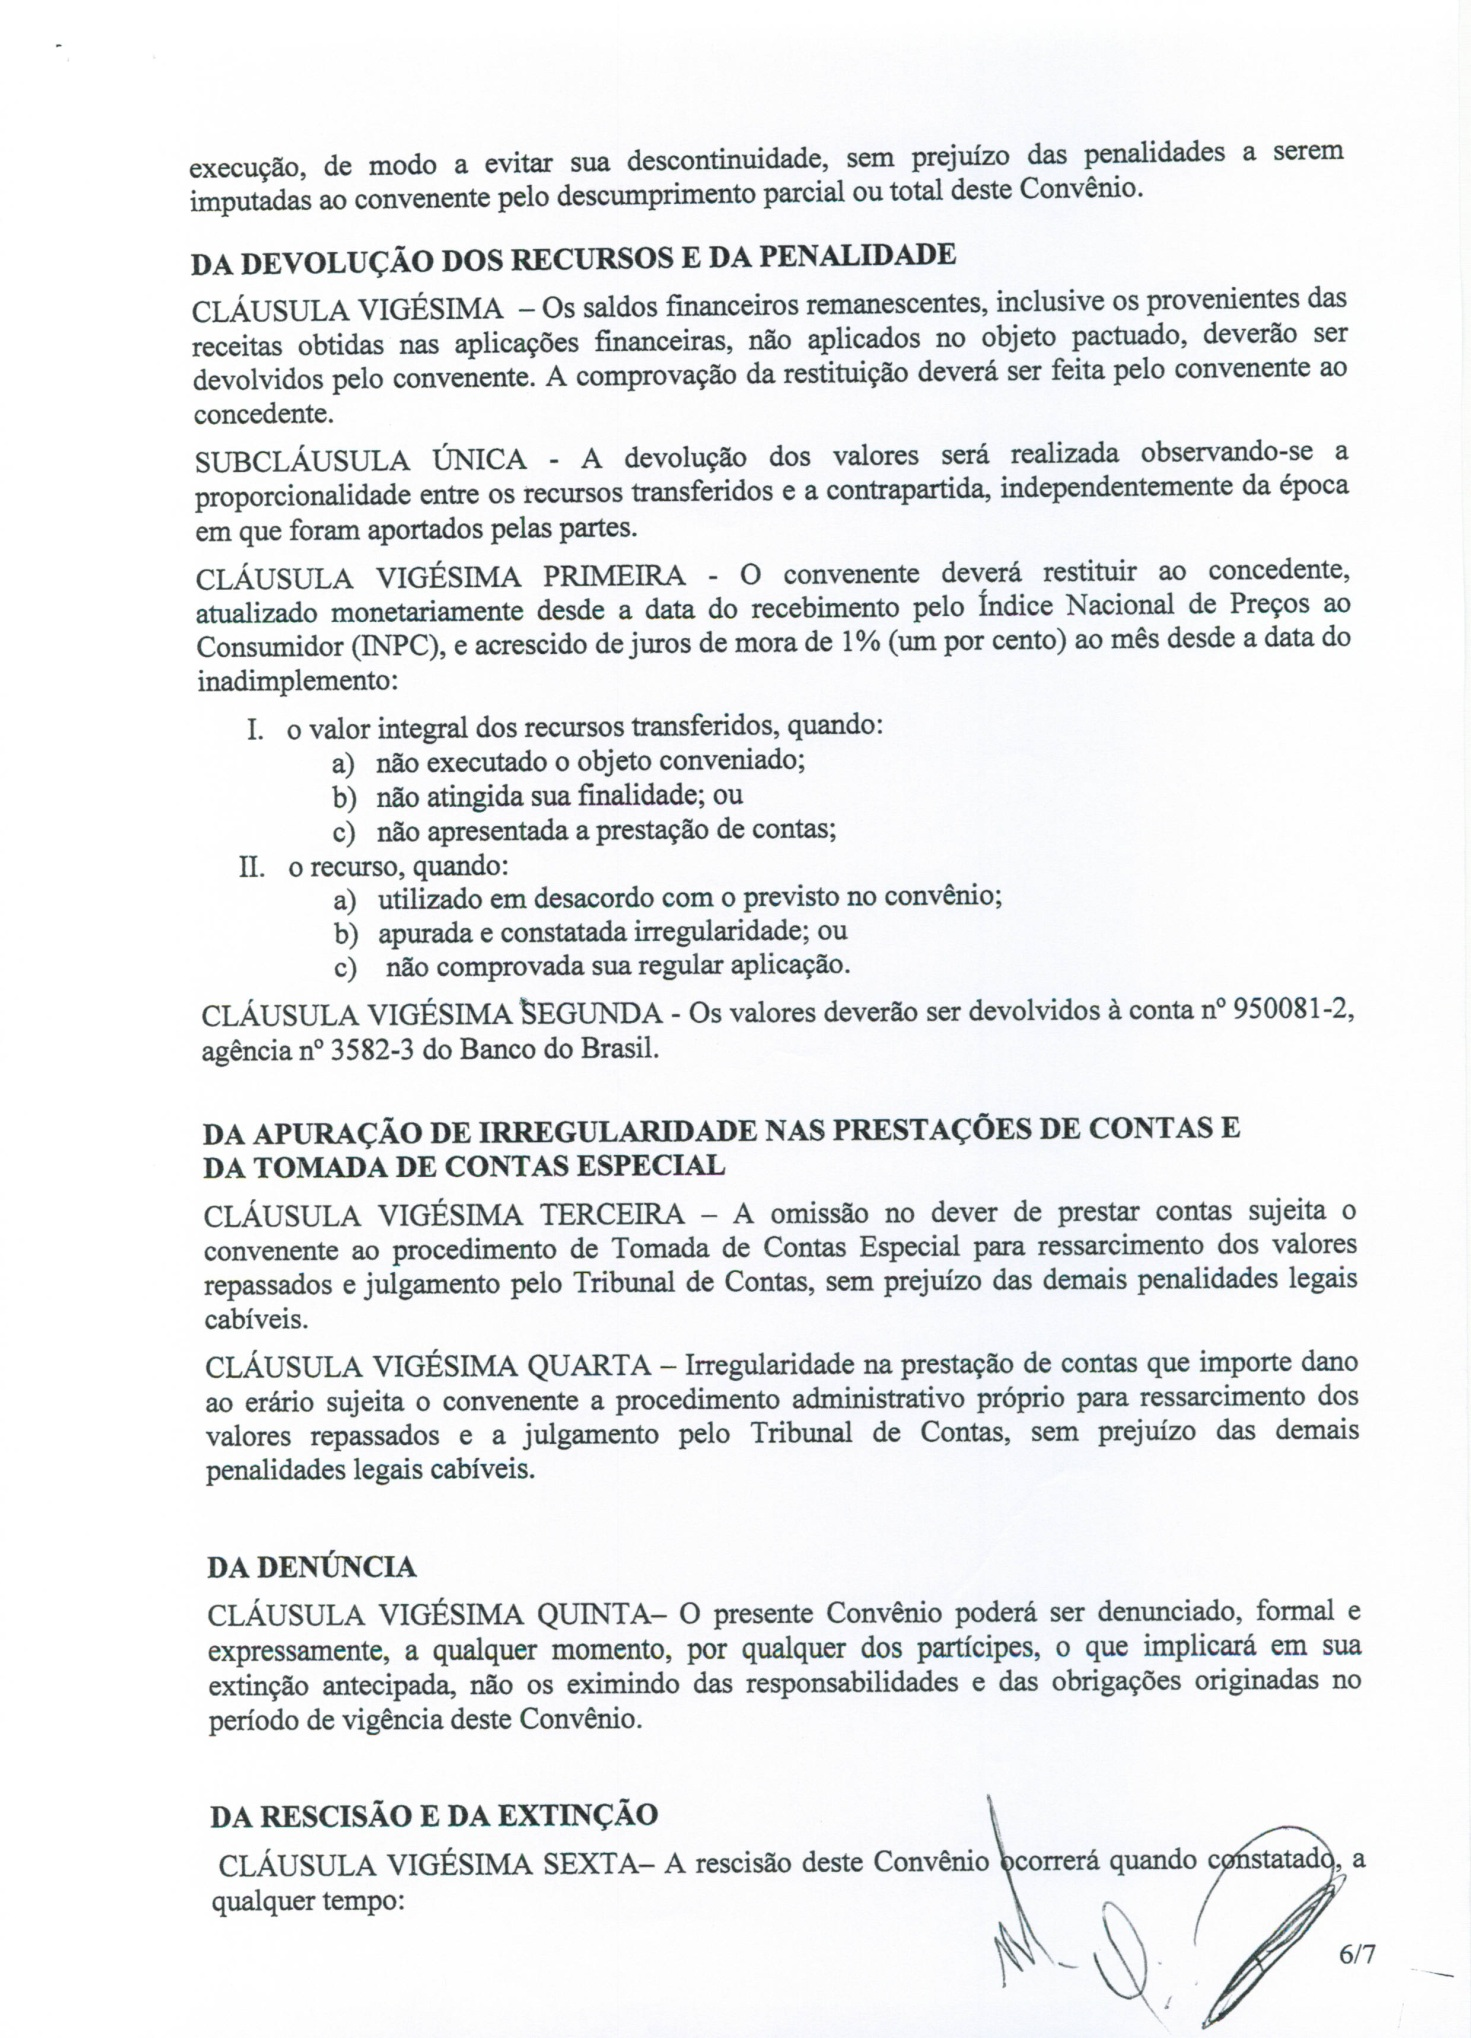 execução, de modo a evitar sua descontinuidade, sem prejuízo das penalidades a serem
imputadas ao convenente pelo descumprimento parcial ou total deste Convênio.
DA DEVOLUÇÃO DOS RECURSOS E DA PENALIDADE
CLÁUSULA VIGÉSIMA – Os saldos financeiros remanescentes, inclusive os provenientes das
receitas obtidas nas aplicações financeiras, não aplicados no objeto pactuado, deverão ser
devolvidos pelo convenente. A comprovação da restituição deverá ser feita pelo convenente ao
concedente.
SUBCLÁUSULA ÚNICA - A devolução dos valores será realizada observando-se a
proporcionalidade entre os recursos transferidos e a contrapartida, independentemente da época
em que foram aportados pelas partes.
CLÁUSULA VIGÉSIMA PRIMEIRA - O convenente deverá restituir ao concedente,
atualizado monetariamente desde a data do recebimento pelo Índice Nacional de Preços ao
Consumidor (INPC), e acrescido de juros de mora de 1% (um por cento) ao mês desde a data do
inadimplemento:
I. o valor integral dos recursos transferidos, quando:
a) não executado o objeto conveniado;
b) não atingida sua finalidade; ou
c) não apresentada a prestação de contas;
II. o recurso, quando:
a) utilizado em desacordo com o previsto no convênio;
b) apurada e constatada irregularidade; ou
c) não comprovada sua regular aplicação.
CLÁUSULA VIGÉSIMA SEGUNDA - Os valores deverão ser devolvidos à conta nº 950081-2,
agência nº 3582-3 do Banco do Brasil.
DA APURAÇÃO DE IRREGULARIDADE NAS PRESTAÇÕES DE CONTAS E
DA TOMADA DE CONTAS ESPECIAL
CLÁUSULA VIGÉSIMA TERCEIRA – A omissão no dever de prestar contas sujeita o
convenente ao procedimento de Tomada de Contas Especial para ressarcimento dos valores
repassados e julgamento pelo Tribunal de Contas, sem prejuízo das demais penalidades legais
cabíveis.
CLÁUSULA VIGÉSIMA QUARTA – Irregularidade na prestação de contas que importe dano
ao erário sujeita o convenente a procedimento administrativo próprio para ressarcimento dos
valores repassados e a julgamento pelo Tribunal de Contas, sem prejuízo das demais
penalidades legais cabíveis.
DA DENÚNCIA
CLÁUSULA VIGÉSIMA QUINTA– O presente Convênio poderá ser denunciado, formal e
expressamente, a qualquer momento, por qualquer dos partícipes, o que implicará em sua
extinção antecipada, não os eximindo das responsabilidades e das obrigações originadas no
período de vigência deste Convênio.
DA RESCISÃO E DA EXTINÇÃO
CLÁUSULA VIGÉSIMA SEXTA– A rescisão deste Convênio ocorrerá quando constatado, a
qualquer tempo:
6/7